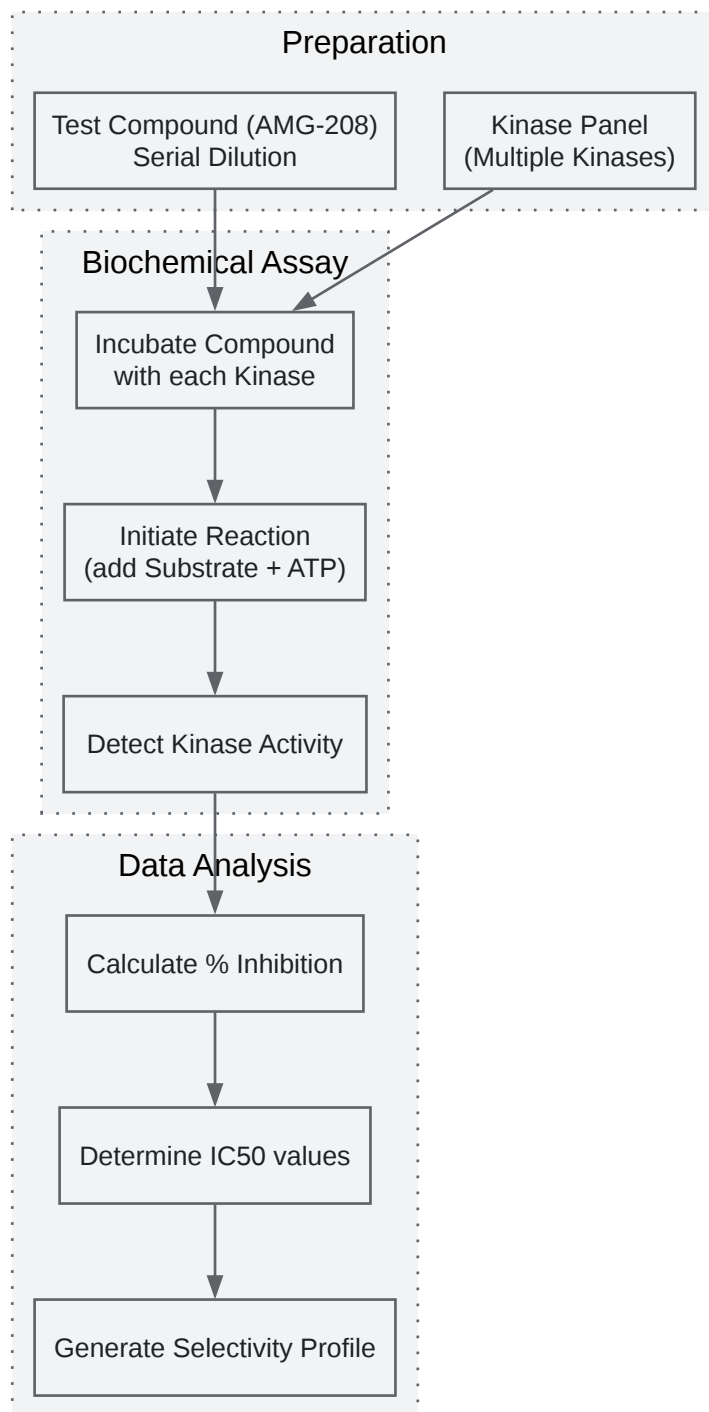 Preparation
Test Compound (AMG-208)
Serial Dilution
Kinase Panel
(Multiple Kinases)
Biochemical Assay
Incubate Compound
with each Kinase
Initiate Reaction
(add Substrate + ATP)
Detect Kinase Activity
Data Analysis
Calculate % Inhibition
Determine IC50 values
Generate Selectivity Profile